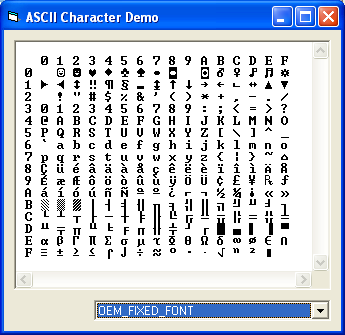 ASCII Character Demo
0 1 2 3 4 5 6 7 8 9 A B C D E F
0 ☺ ☻ ♥ ♦ ♣ ♠ • ◘ ○ ◙ ♂ ♀ ♪ ♫ ☼
1 ► ◄ ↕ ‼ ¶ § ▬ ↨ ↑ ↓ → ← ∟ ↔ ▲ ▼
2 ! " # $ % & ' ( ) * + , - . /
3 0 1 2 3 4 5 6 7 8 9 : ; < = > ?
4 @ A B C D E F G H I J K L M N O
5 P Q R S T U V W X Y Z [ \ ] ^ _
6 ` a b c d e f g h i j k l m n o
7 p q r s t u v w x y z { | } ~ ⌂
8 Ç ü é â ä à å ç ê ë è ï î ì Ä Å
9 É æ Æ ô ö ò û ù ÿ Ö Ü ¢ £ ¥ ₧ ƒ
A á í ó ú ñ Ñ ª º ¿ ⌐ ¬ ½ ¼ ¡ « »
B ░ ▒ ▓ │ ┤ ╡ ╢ ╖ ╕ ╣ ║ ╗ ╝ ╜ ╛ ┐
C └ ┴ ┬ ├ ─ ┼ ╞ ╟ ╚ ╔ ╩ ╦ ╠ ═ ╬ ╧
D ╨ ╤ ╥ ╙ ╘ ╒ ╓ ╫ ╪ ┘ ┌ █ ▄ ▌ ▐ ▀
E α ß Γ π Σ σ µ τ Φ Θ Ω δ ∞ φ ε ∩
F ≡ ± ≥ ≤ ⌠ ⌡ ÷ ≈ ° ∙ · √ ⁿ ² ■
OEM_FIXED_FONT